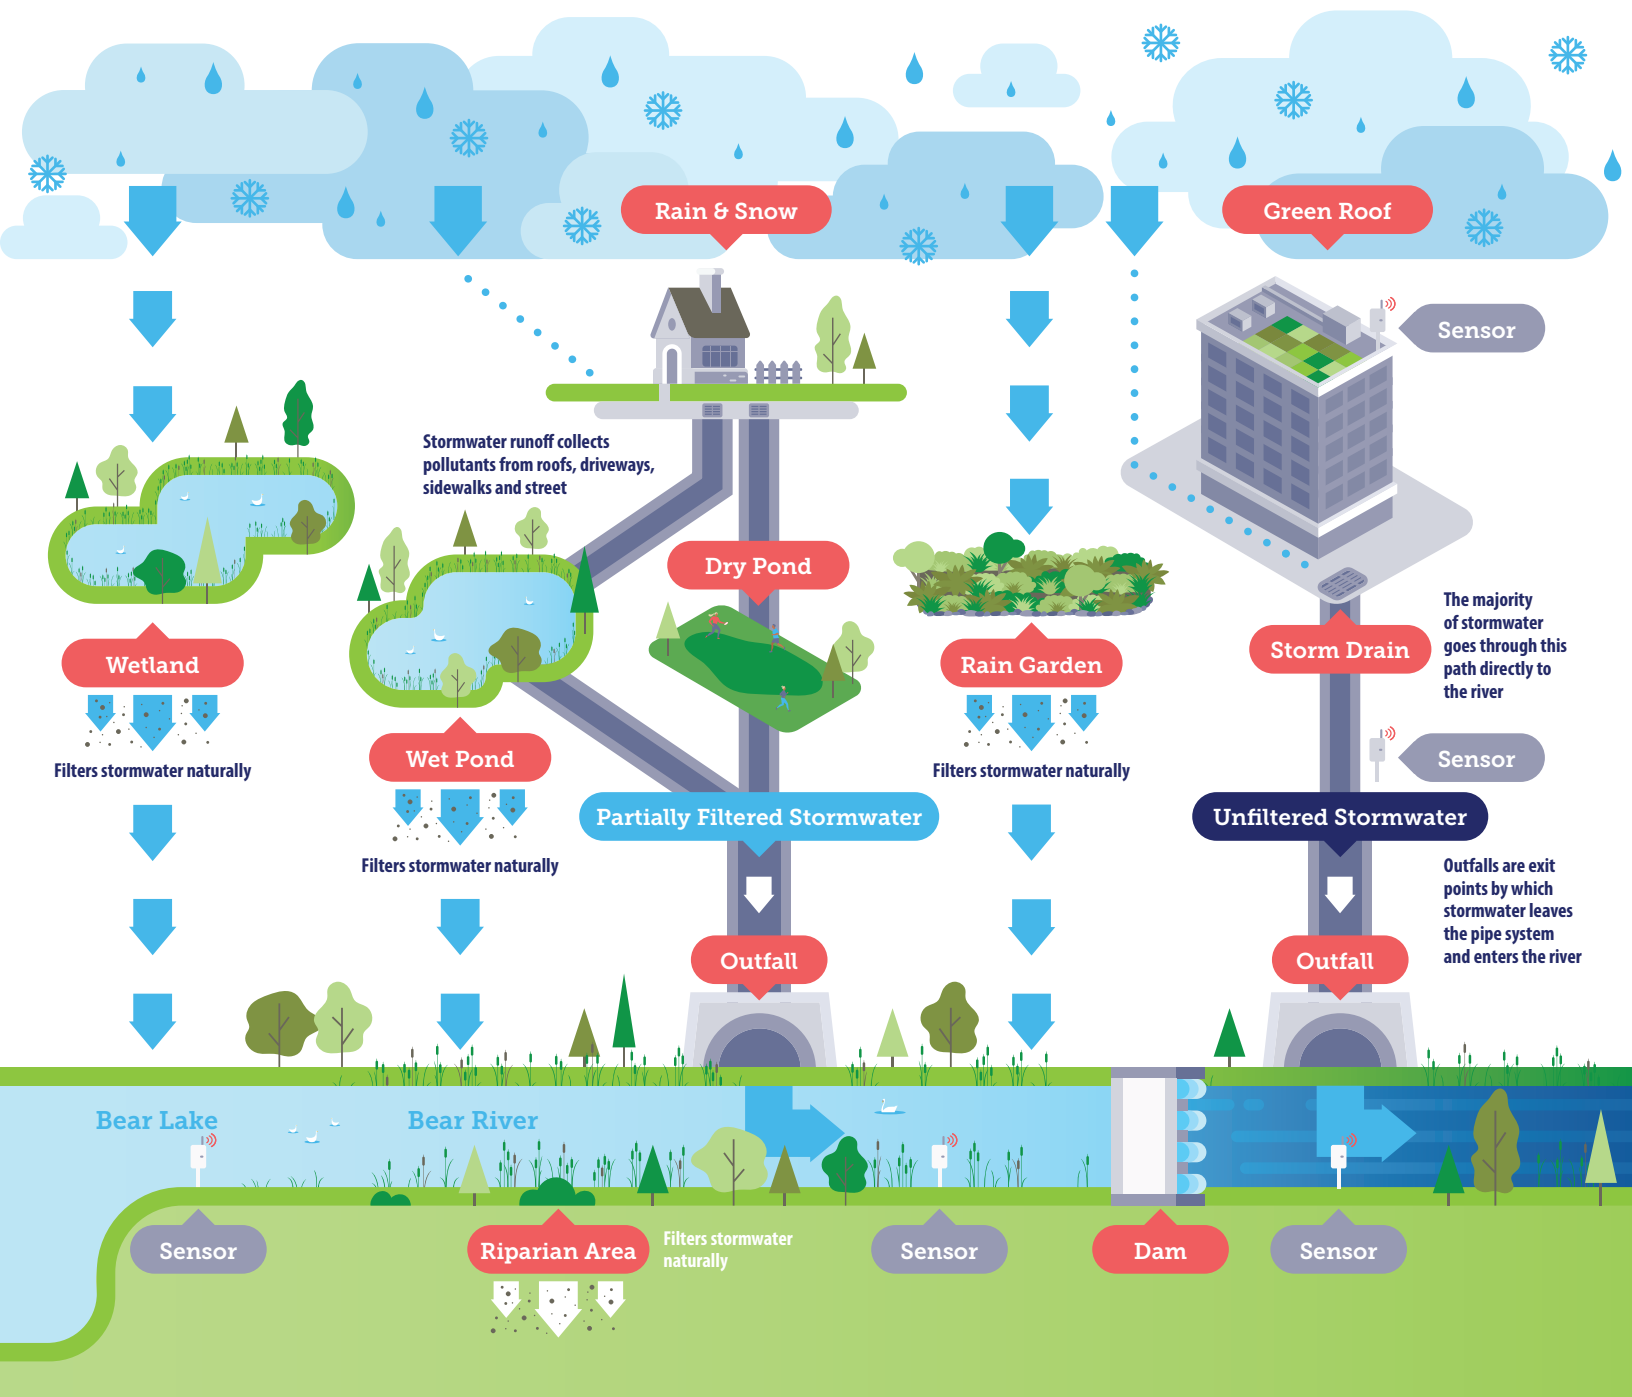 Rain & Snow
Green Roof
Sensor
Stormwater runoff collects
pollutants from roofs, driveways,
sidewalks and street
Dry Pond
The majority
of stormwater
goes through this
path directly to
the river
Wetland
Rain Garden
Storm Drain
Wet Pond
Sensor
Filters stormwater naturally
Filters stormwater naturally
Partially Filtered Stormwater
Unfiltered Stormwater
Filters stormwater naturally
Outfalls are exit
points by which
stormwater leaves
the pipe system
and enters the river
Outfall
Outfall
Bear Lake
Bear River
Sensor
Riparian Area
Filters stormwater
naturally
Sensor
Dam
Sensor